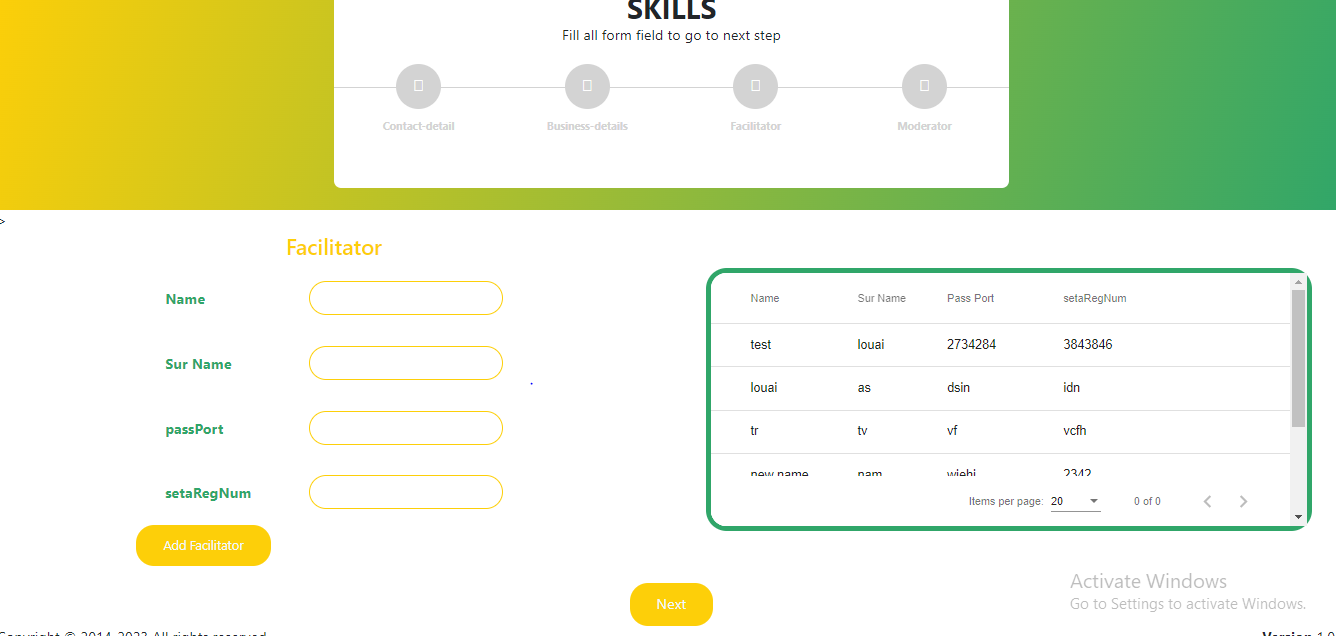 SKILLS
Fill all form field to go to next step
Contact-detail Business-details Facilitator Moderator
>
Facilitator
Name
Sur Name
passPort
setaRegNum
Add Facilitator
Name Sur Name Pass Port setaRegNum
test louai 2734284 3843846
louai as dsin idn
tr tv vf vcfh
new name nam wiehi 2342
Items per page: 20 0 of 0
Next
Activate Windows
Go to Settings to activate Windows.
Copyright © 2014-2023 All rights reserved
Version 1.0